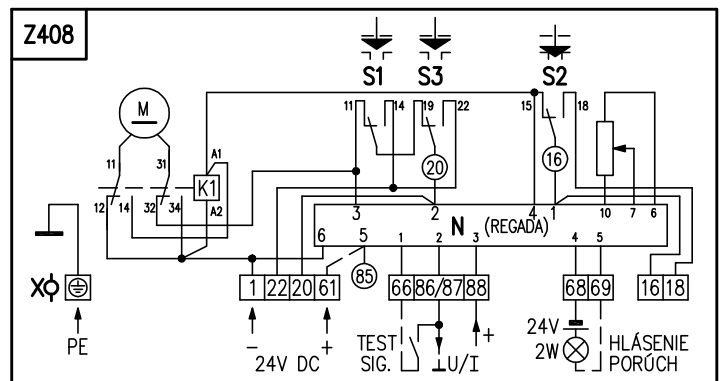 Z408
S1 S3 S2
M
11 14 19 22 15 18
11 31 A1
20 16
K1
12 14 32 34 A2
3 2 4 1 10 7 6
N (REGADA)
6 5 1 2 3 4 5
85
X
1 22 20 61 66 86/87 88 68 69 16 18
PE
− +
24V DC
TEST
SIG.
U/I
+
24V
2W
HLÁSENIE
PORÚCH